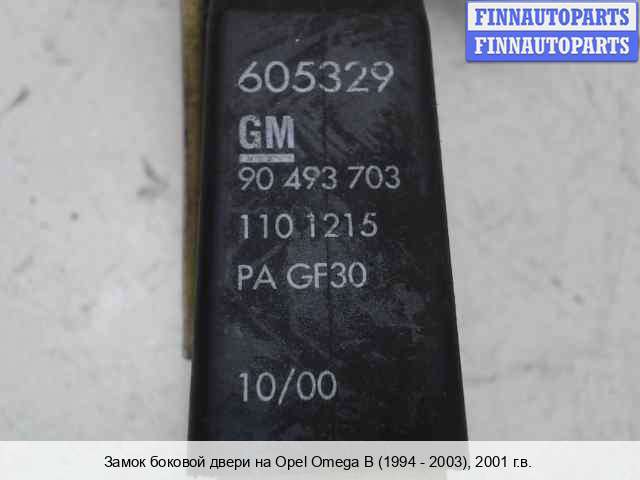 FINNAUTOPARTS
FINNAUTOPARTS
605329
GM
90 493 703
110 1215
PA GF30
10/00
Замок боковой двери на Opel Omega B (1994 - 2003), 2001 г.в.